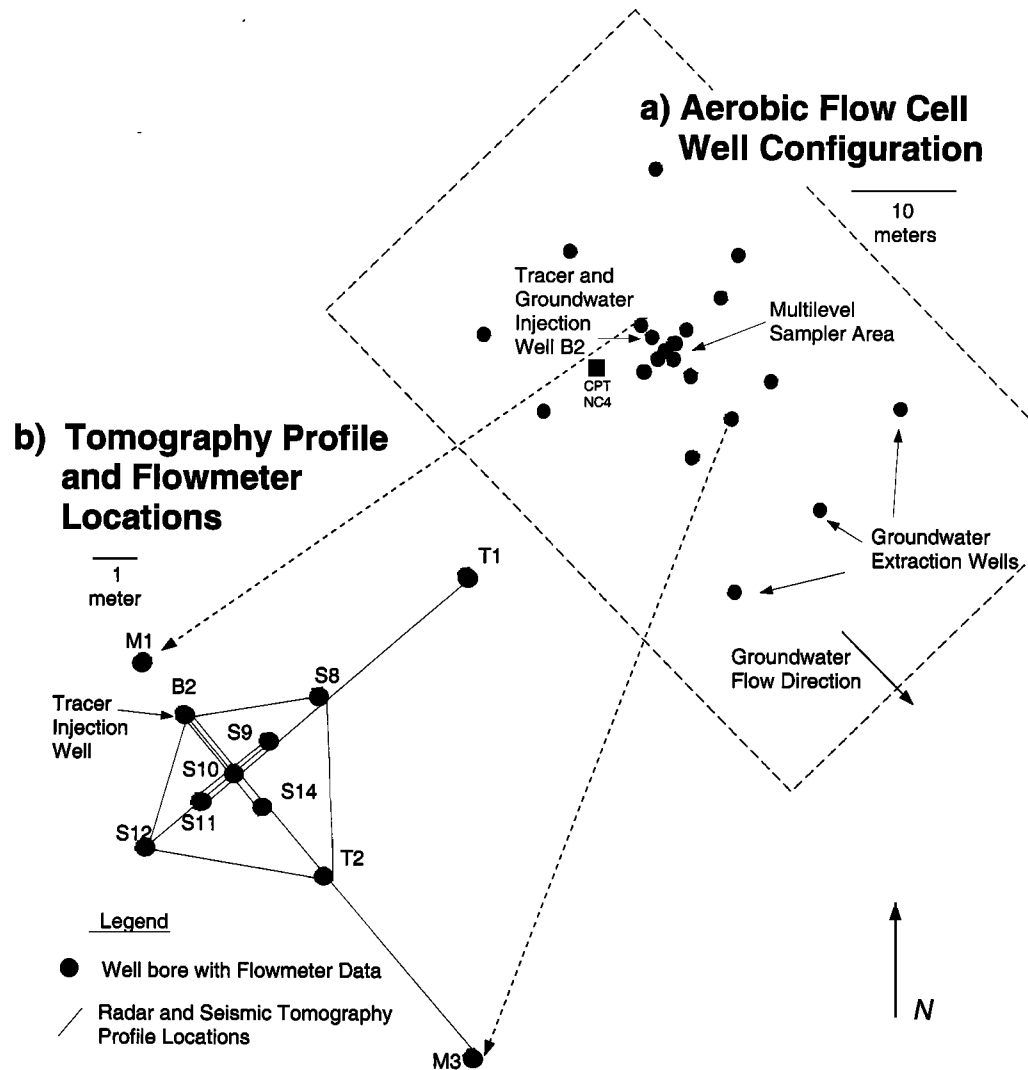 a) Aerobic Flow Cell
Well Configuration
10
meters
Tracer and
Groundwater
Injection
Well B2
Multilevel
Sampler Area
CPT
NC4
b) Tomography Profile
and Flowmeter
Locations
1
meter
Groundwater
Extraction Wells
Groundwater
Flow Direction
T1
M1
B2
S8
Tracer
Injection
Well
S9
S10
S14
S11
S12
T2
Legend
Well bore with Flowmeter Data
Radar and Seismic Tomography
Profile Locations
M3
N